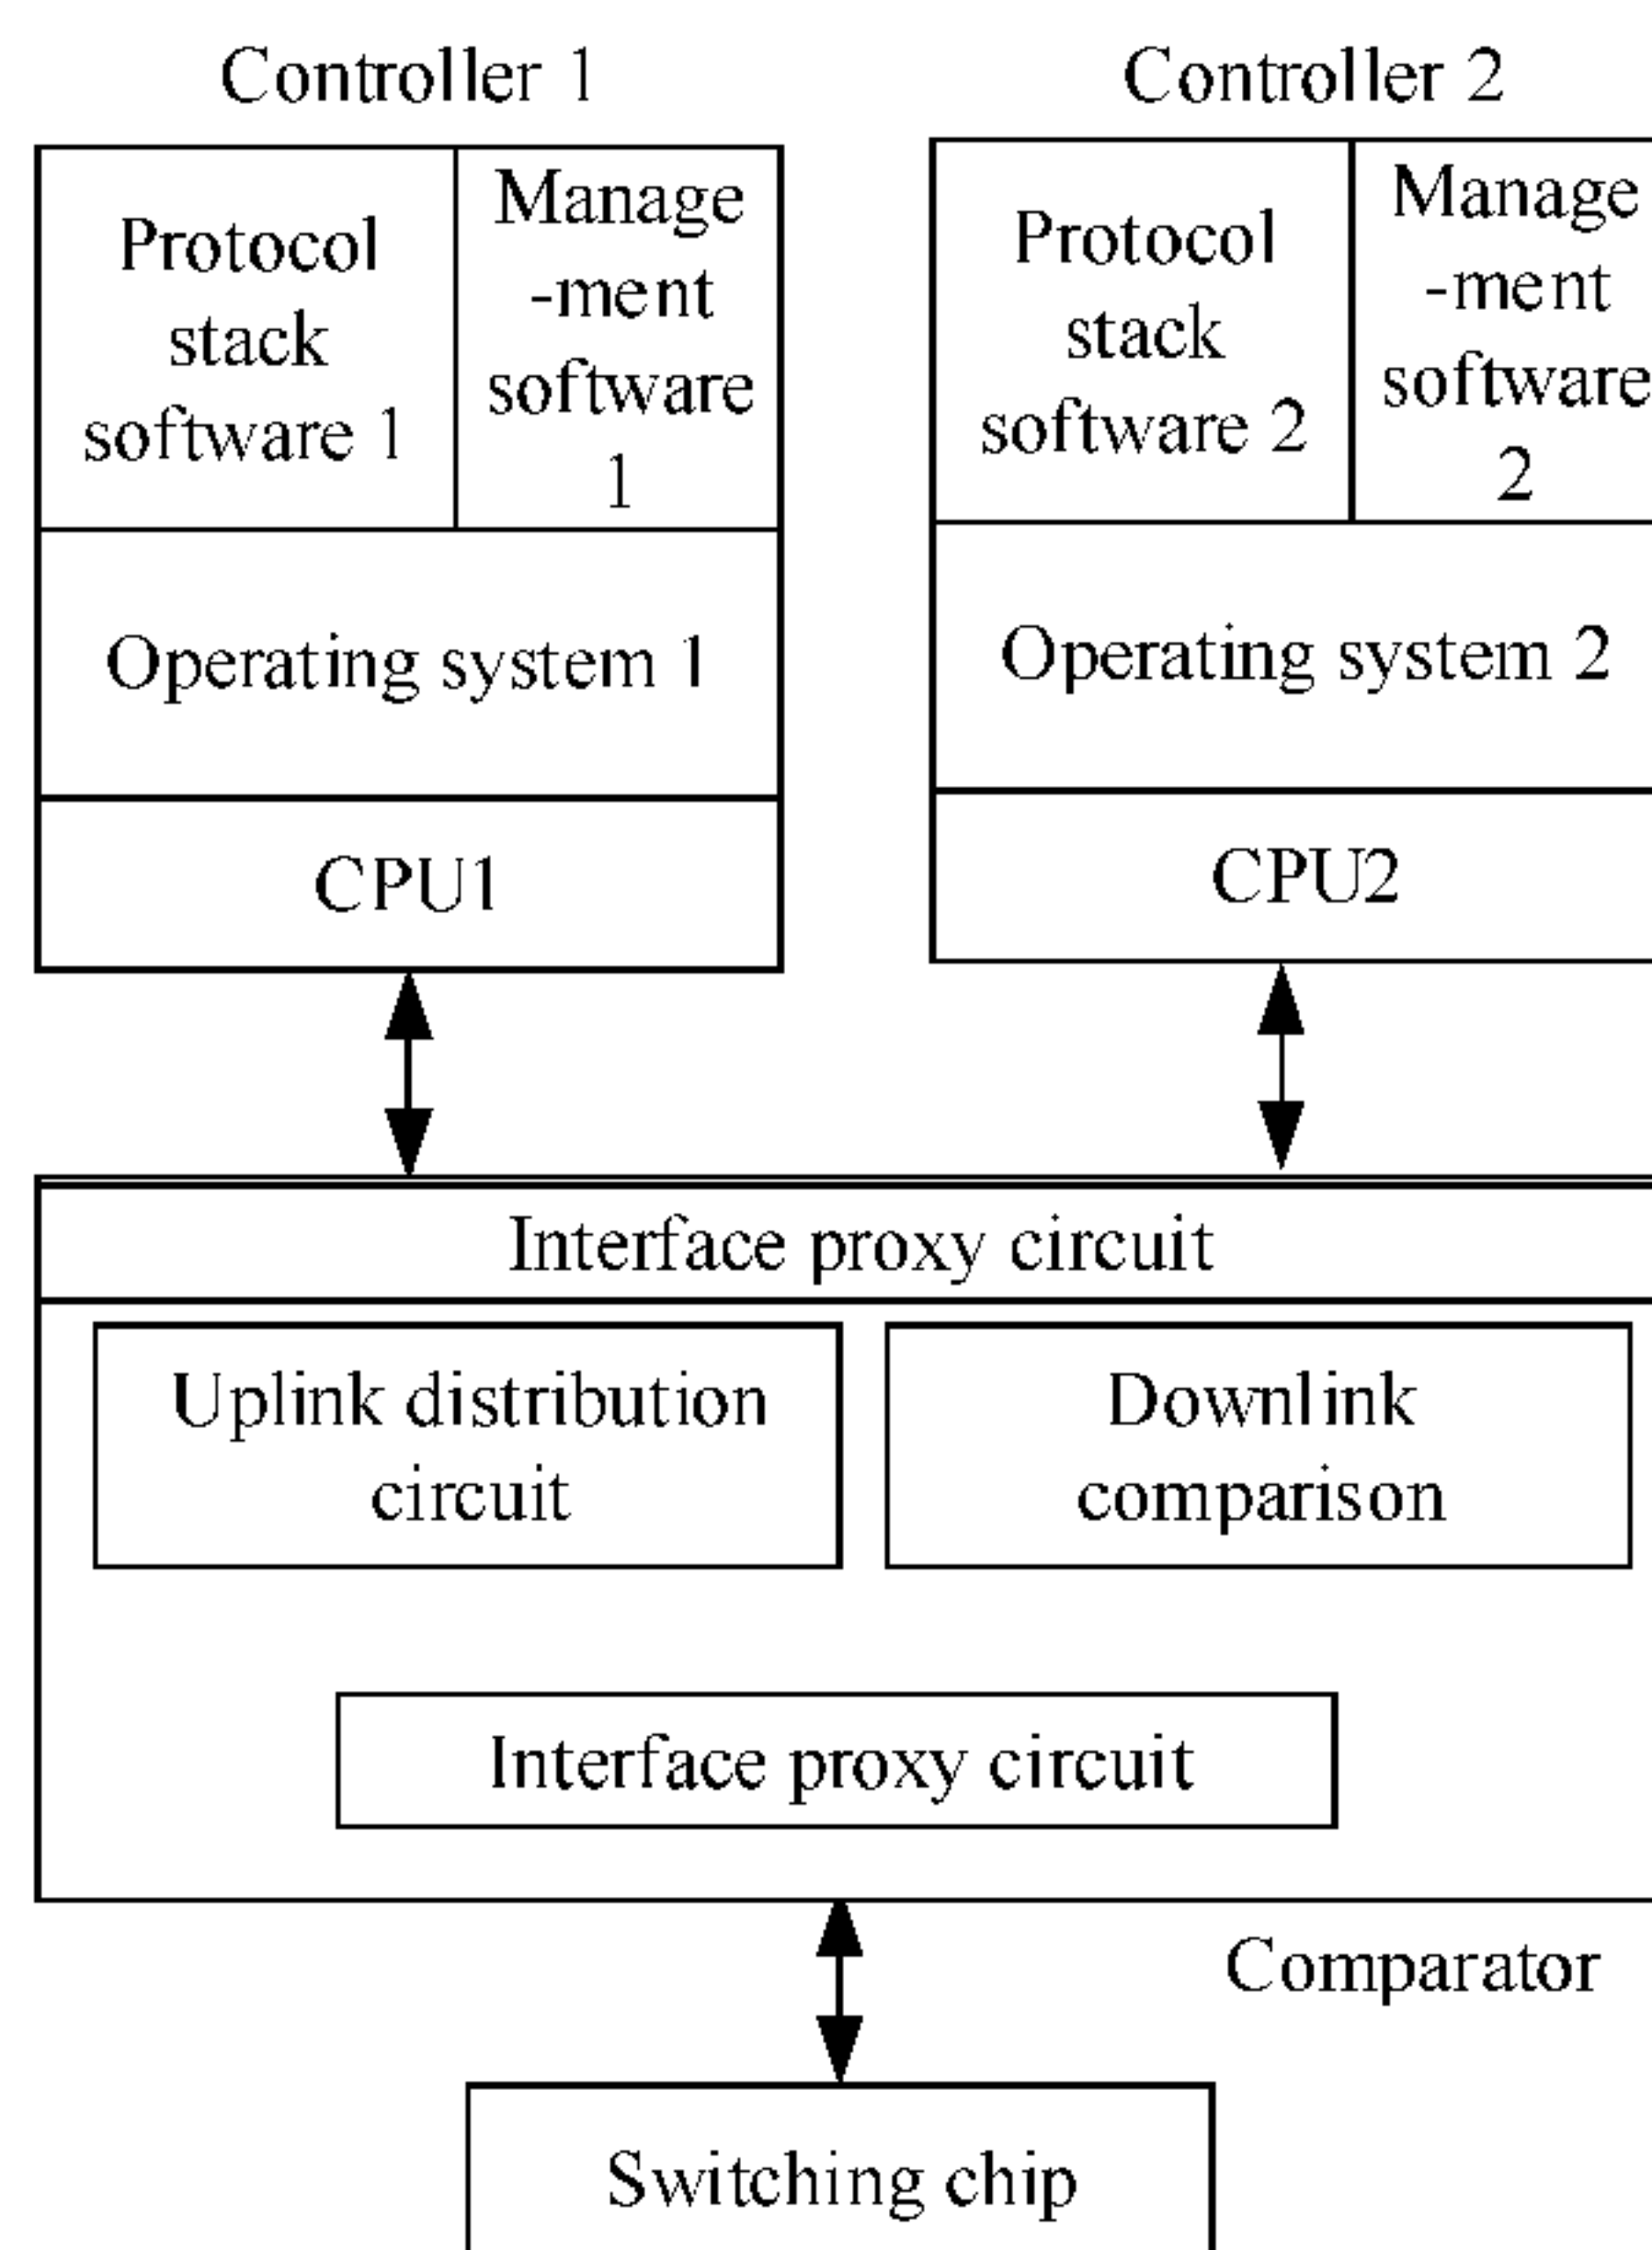 Controller 1
Protocol
stack
software 1
Manage
-ment
software
1
Operating system 1
CPU1
Controller 2
Protocol
stack
software 2
Manage
-ment
software
2
Operating system 2
CPU2
Interface proxy circuit
Uplink distribution
circuit
Downlink
comparison
Interface proxy circuit
Comparator
Switching chip